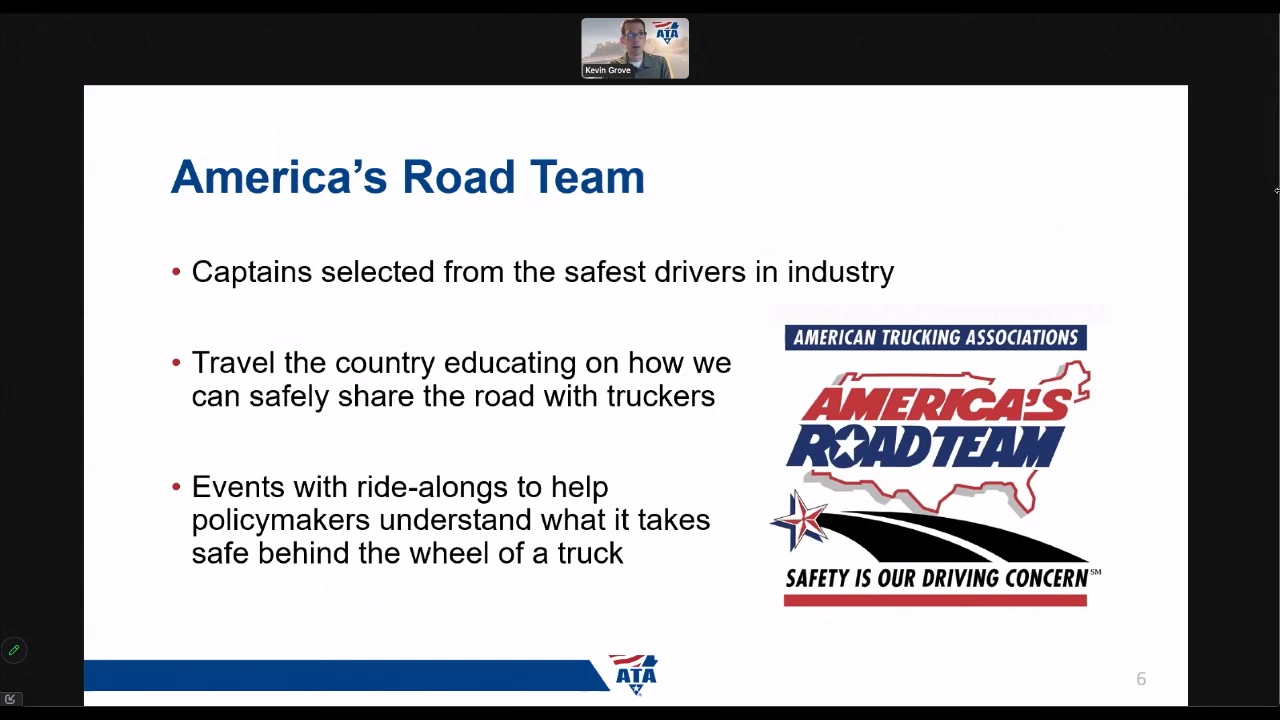 ATA
Kevin Grove
America’s Road Team
• Captains selected from the safest drivers in industry
• Travel the country educating on how we
can safely share the road with truckers
• Events with ride-alongs to help
policymakers understand what it takes
safe behind the wheel of a truck
AMERICAN TRUCKING ASSOCIATIONS
AMERICA'S
ROAD TEAM
SAFETY IS OUR DRIVING CONCERN℠
ATA
6